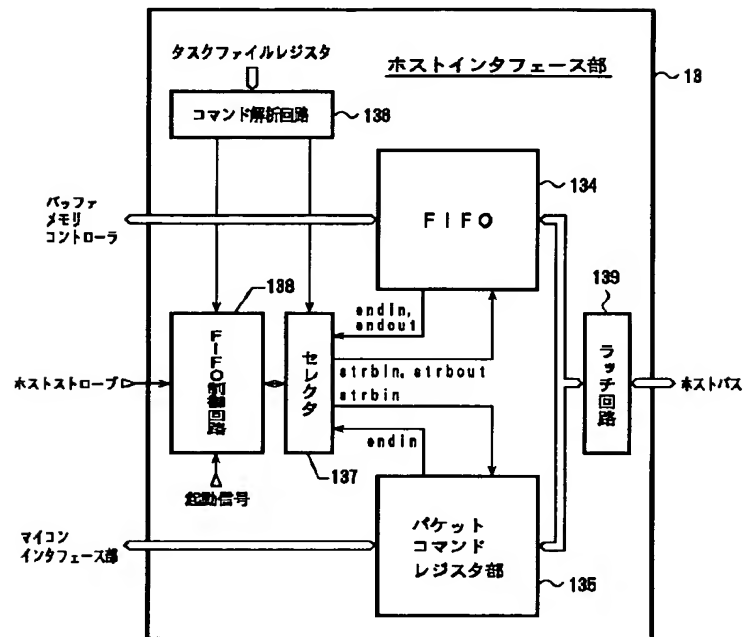 タスクファイルレジスタ
ホストインタフェース部
13
コマンド解析回路
136
134
バッファ
メモリ
コントローラ
FIFO
138
139
endin,
endout
FIFO制御回路
セレクタ
ラッチ回路
strbin, strbout
ホストストローブ
ホストバス
strbin
endin
137
起動信号
マイコン
インタフェース部
パケット
コマンド
レジスタ部
135